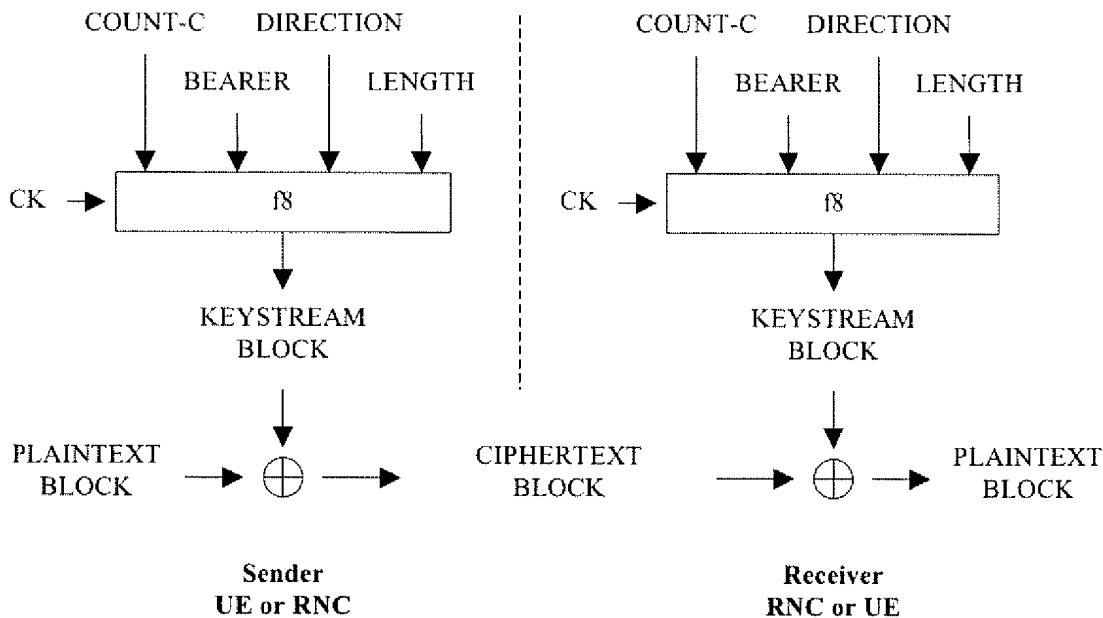 COUNT-C DIRECTION COUNT-C DIRECTION
BEARER LENGTH BEARER LENGTH
CK f8 CK f8
KEYSTREAM
BLOCK
KEYSTREAM
BLOCK
PLAINTEXT
BLOCK
CIPHERTEXT
BLOCK
PLAINTEXT
BLOCK
Sender
UE or RNC
Receiver
RNC or UE